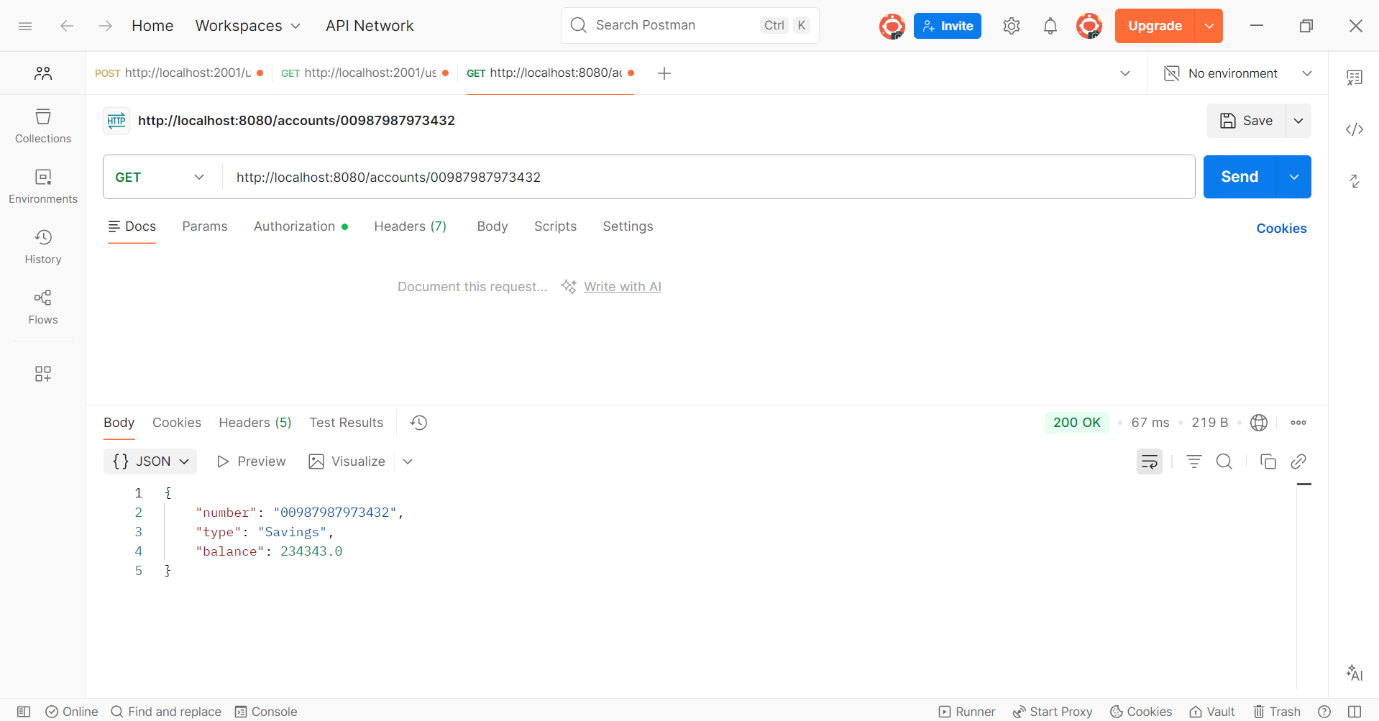 Home Workspaces API Network Search Postman Ctrl K Invite Upgrade
POST http://localhost:2001/u GET http://localhost:2001/us GET http://localhost:8080/ac No environment
HTTP http://localhost:8080/accounts/00987987973432 Save
Collections
GET http://localhost:8080/accounts/00987987973432 Send
Environments
Docs Params Authorization Headers (7) Body Scripts Settings Cookies
History
Document this request... Write with AI
Flows
Body Cookies Headers (5) Test Results 200 OK 67 ms 219 B
{} JSON Preview Visualize
1 {
2 "number": "00987987973432",
3 "type": "Savings",
4 "balance": 234343.0
5 }
AI
Online Find and replace Console Runner Start Proxy Cookies Vault Trash